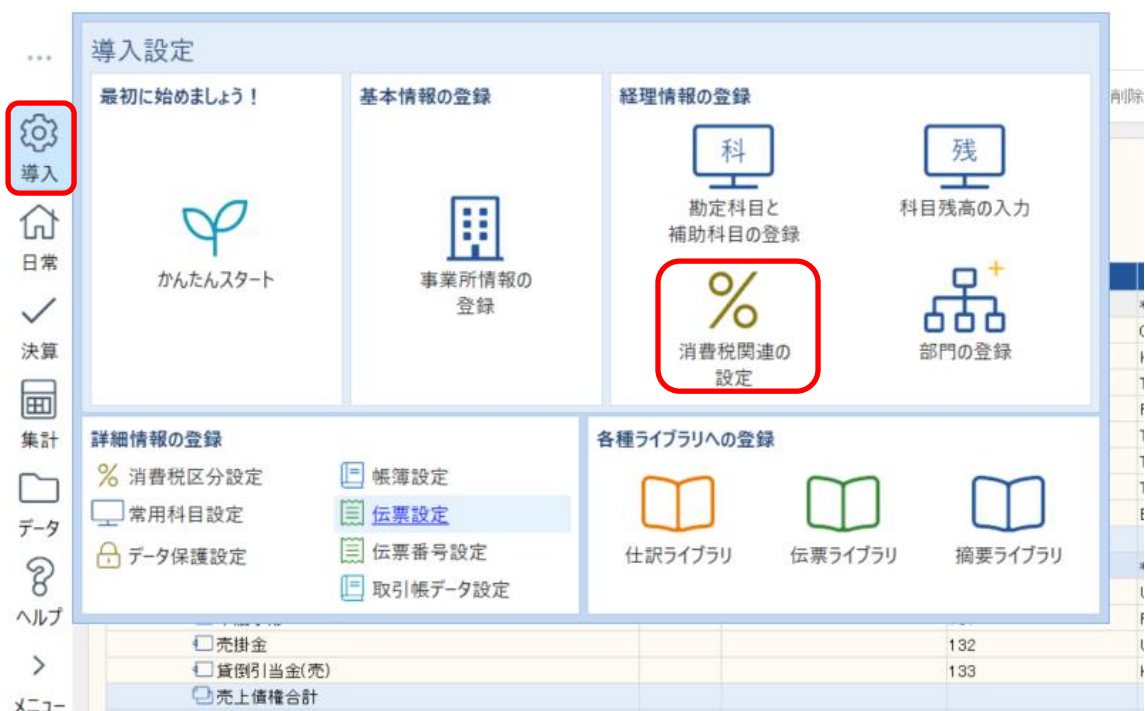 導入設定
削除
最初に始めましょう！
かんたんスタート
基本情報の登録
事業所情報の
登録
経理情報の登録
科
勘定科目と
補助科目の登録
残
科目残高の入力
消費税関連の
設定
部門の登録
詳細情報の登録
消費税区分設定
常用科目設定
データ保護設定
帳簿設定
伝票設定
伝票番号設定
取引帳データ設定
各種ライブラリへの登録
仕訳ライブラリ
伝票ライブラリ
摘要ライブラリ
導入
日常
決算
集計
データ
ヘルプ
メニュー
売掛金 132
貸倒引当金(売) 133
売上債権合計